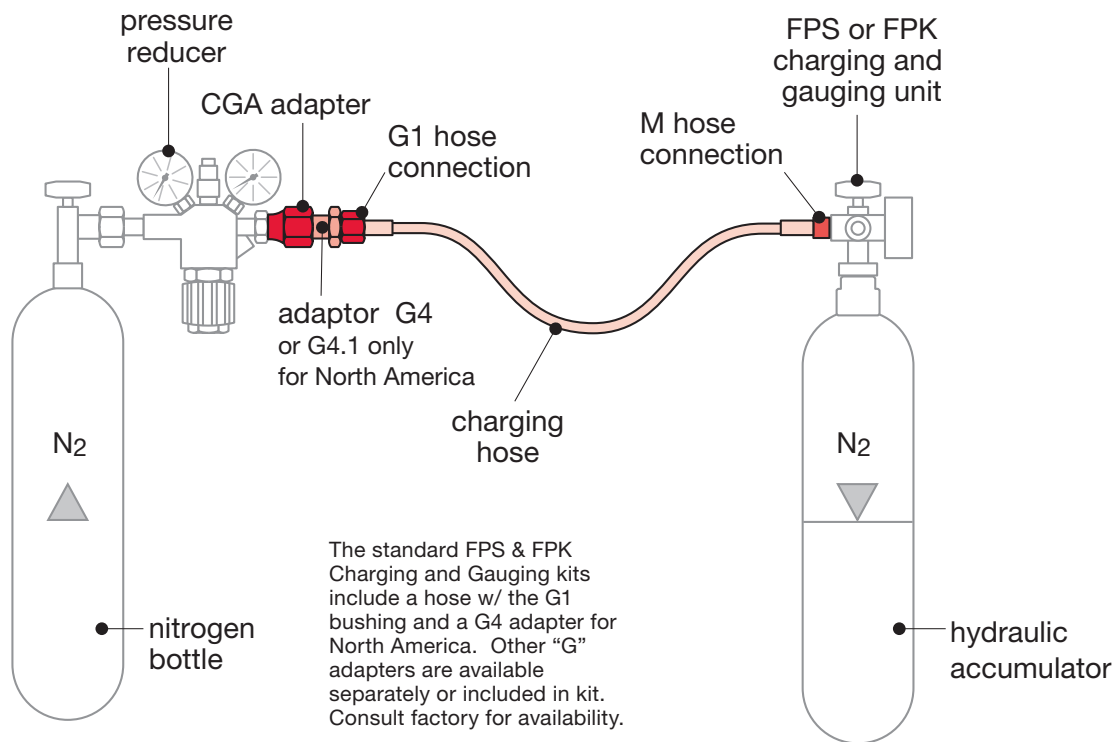 pressure
reducer
CGA adapter
G1 hose
connection
FPS or FPK
charging and
gauging unit
M hose
connection
adaptor G4
or G4.1 only
for North America
charging
hose
N2
N2
nitrogen
bottle
The standard FPS & FPK
Charging and Gauging kits
include a hose w/ the G1
bushing and a G4 adapter for
North America. Other “G”
adapters are available
separately or included in kit.
Consult factory for availability.
hydraulic
accumulator